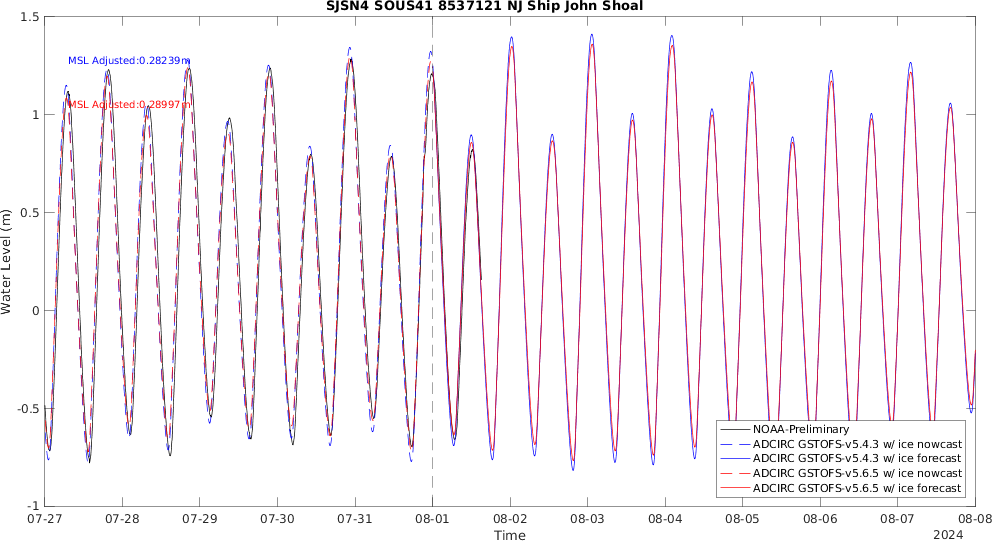 SJSN4 SOUS41 8537121 NJ Ship John Shoal
1.5
MSL Adjusted:0.28239m
MSL Adjusted:0.28997m
1
0.5
0
-0.5
-1
Water Level (m)
NOAA-Preliminary
ADCIRC GSTOFS-v5.4.3 w/ ice nowcast
ADCIRC GSTOFS-v5.4.3 w/ ice forecast
ADCIRC GSTOFS-v5.6.5 w/ ice nowcast
ADCIRC GSTOFS-v5.6.5 w/ ice forecast
07-27 07-28 07-29 07-30 07-31 08-01 08-02 08-03 08-04 08-05 08-06 08-07 08-08
Time
2024